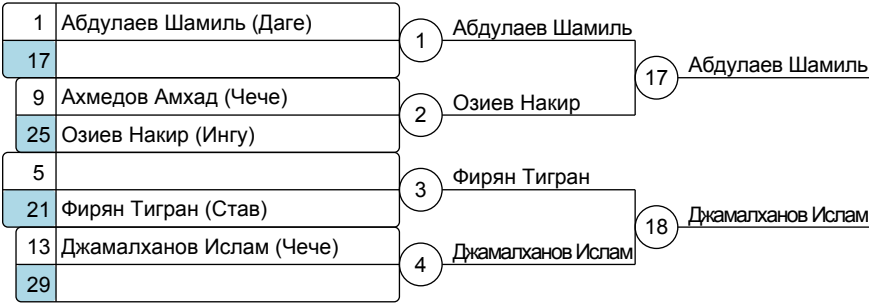 1 Абдулаев Шамиль (Даге)
17
1 Абдулаев Шамиль
9 Ахмедов Амхад (Чече)
25 Озиев Накир (Ингу)
2 Озиев Накир
17 Абдулаев Шамиль
5
21 Фирян Тигран (Став)
3 Фирян Тигран
13 Джамалханов Ислам (Чече)
29
4 Джамалханов Ислам
18 Джамалханов Ислам